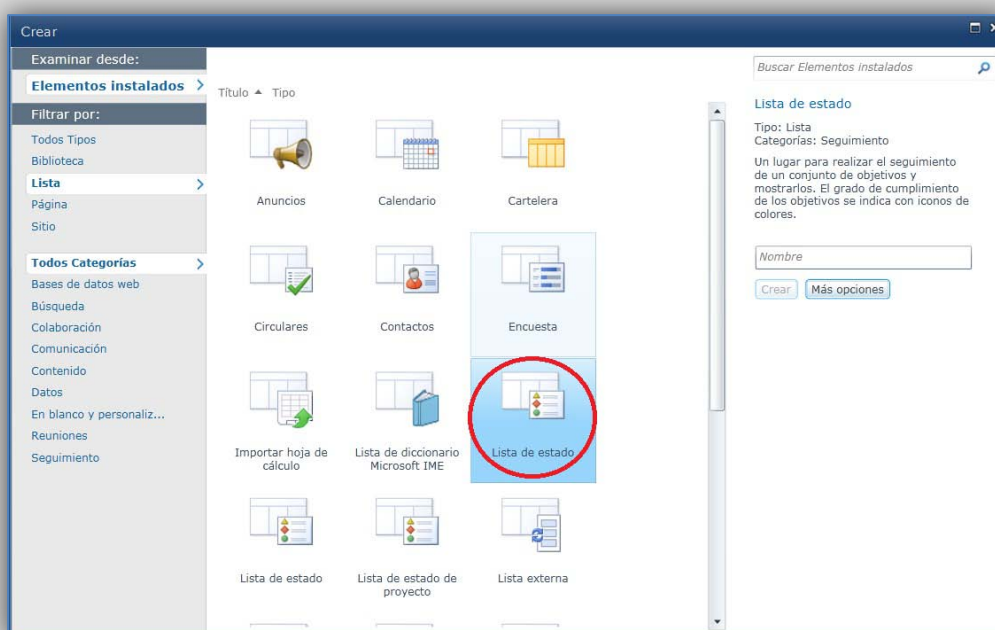 Crear
Examinar desde:
Elementos instalados
Filtrar por:
Todos Tipos
Biblioteca
Lista
Página
Sitio
Todos Categorías
Bases de datos web
Búsqueda
Colaboración
Comunicación
Contenido
Datos
En blanco y personaliz...
Reuniones
Seguimiento
Título Tipo
Anuncios
Calendario
Cartelera
Circulares
Contactos
Encuesta
Importar hoja de
cálculo
Lista de diccionario
Microsoft IME
Lista de estado
Lista de estado
Lista de estado de
proyecto
Lista externa
Buscar Elementos instalados
Lista de estado
Tipo: Lista
Categorías: Seguimiento
Un lugar para realizar el seguimiento
de un conjunto de objetivos y
mostrarlos. El grado de cumplimiento
de los objetivos se indica con iconos de
colores.
Nombre
Crear Más opciones